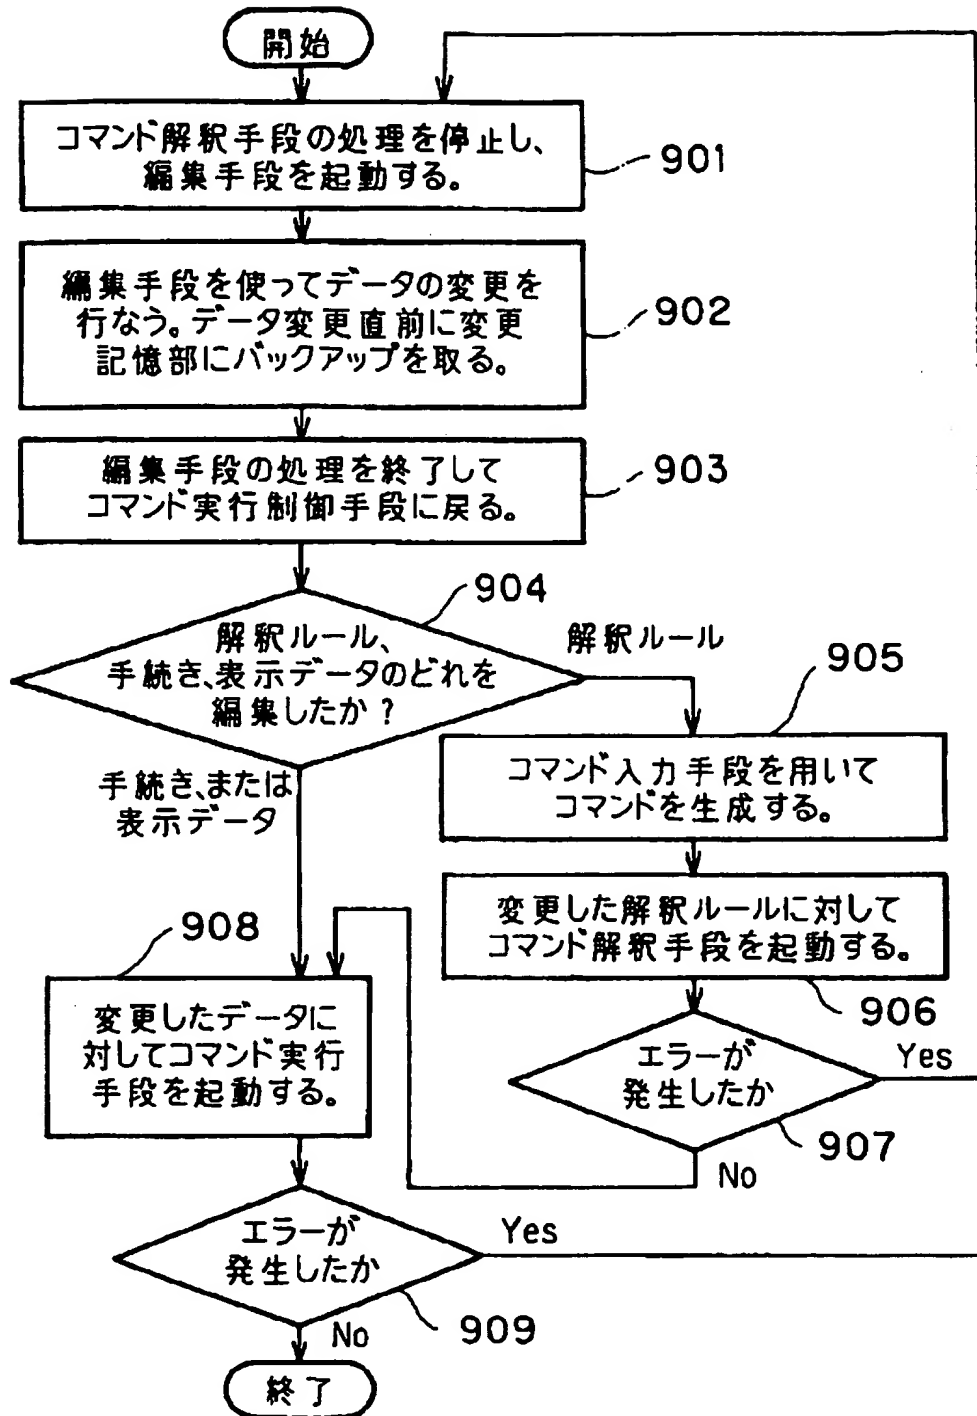 開始
コマンド解釈手段の処理を停止し、
編集手段を起動する。
901
編集手段を使ってデータの変更を
行なう。データ変更直前に変更
記憶部にバックアップを取る。
902
編集手段の処理を終了して
コマンド実行制御手段に戻る。
903
904
解釈ルール、
手続き、表示データのどれを
編集したか？
解釈ルール
手続き、または
表示データ
905
コマンド入力手段を用いて
コマンドを生成する。
変更した解釈ルールに対して
コマンド解釈手段を起動する。
906
エラーが
発生したか
Yes
907
No
908
変更したデータに
対してコマンド実行
手段を起動する。
エラーが
発生したか
Yes
909
No
終了